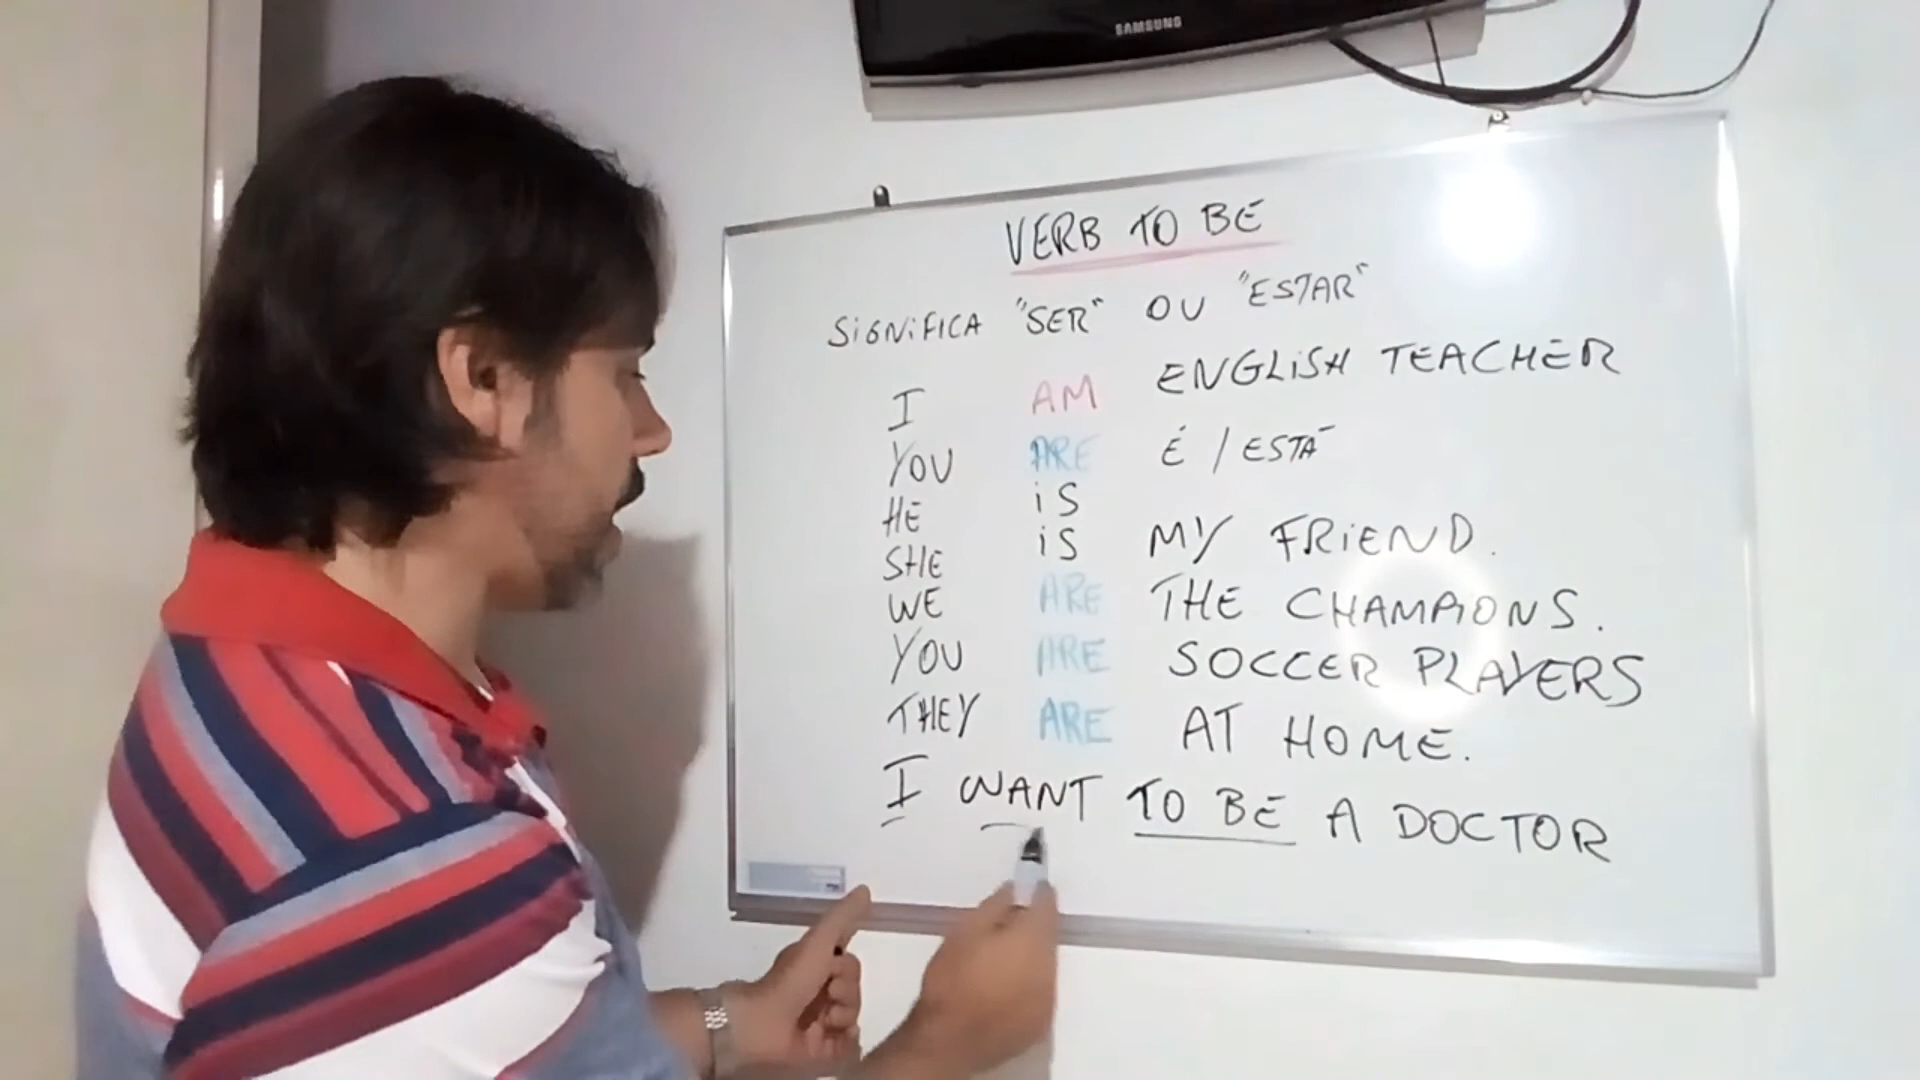 SAMSUNG
VERB TO BE
SIGNIFICA "SER" OU "ESTAR"
I AM ENGLISH TEACHER
YOU ARE É / ESTÁ
HE IS
SHE IS MY FRIEND.
WE ARE THE CHAMPIONS.
YOU ARE SOCCER PLAYERS
THEY ARE AT HOME.
I WANT TO BE A DOCTOR